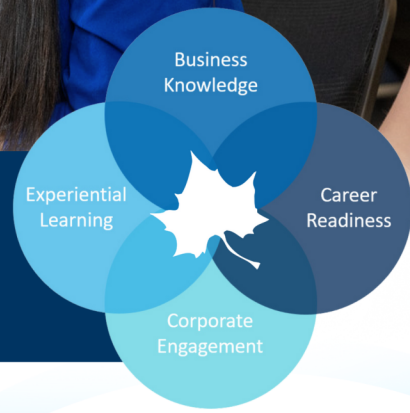 Business
Knowledge
Experiential
Learning
Career
Readiness
Corporate
Engagement